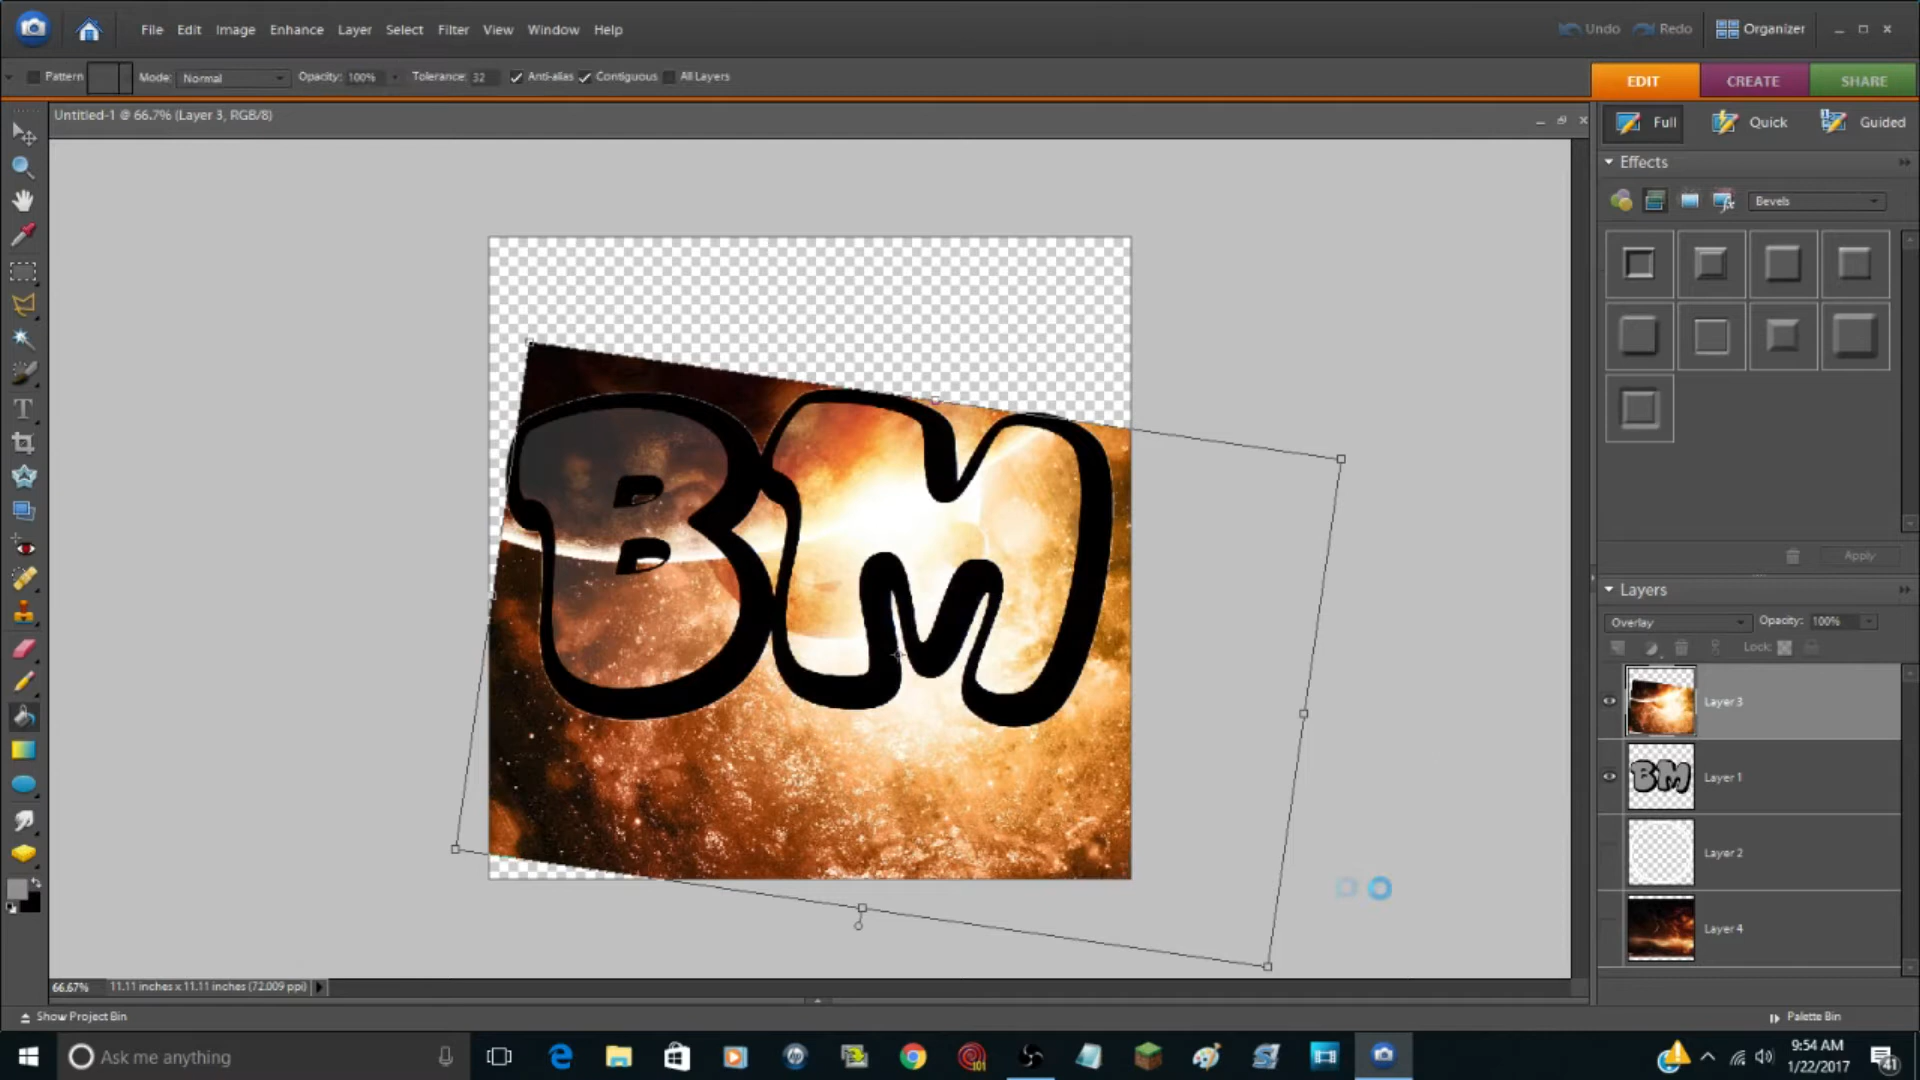 File Edit Image Enhance Layer Select Filter View Window Help
Undo Redo Organizer
Pattern Mode: Normal Opacity: 100% Tolerance: 32 Anti-alias Contiguous All Layers
EDIT CREATE SHARE
Untitled-1 @ 66.7% (Layer 3, RGB/8)
Full Quick Guided
Effects
Bevels
BM
Apply
Layers
Overlay Opacity: 100%
Lock:
Layer 3
BM Layer 1
Layer 2
Layer 4
66.67% 11.11 inches x 11.11 inches (72.009 ppi)
Show Project Bin
Palette Bin
Ask me anything
101
9:54 AM
1/22/2017
41